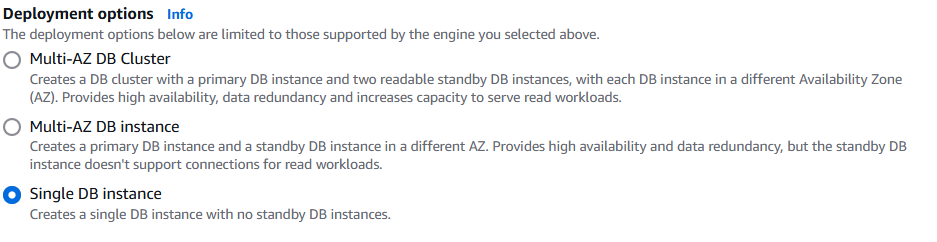 Deployment options Info
The deployment options below are limited to those supported by the engine you selected above.
Multi-AZ DB Cluster
Creates a DB cluster with a primary DB instance and two readable standby DB instances, with each DB instance in a different Availability Zone
(AZ). Provides high availability, data redundancy and increases capacity to serve read workloads.
Multi-AZ DB instance
Creates a primary DB instance and a standby DB instance in a different AZ. Provides high availability and data redundancy, but the standby DB
instance doesn't support connections for read workloads.
Single DB instance
Creates a single DB instance with no standby DB instances.